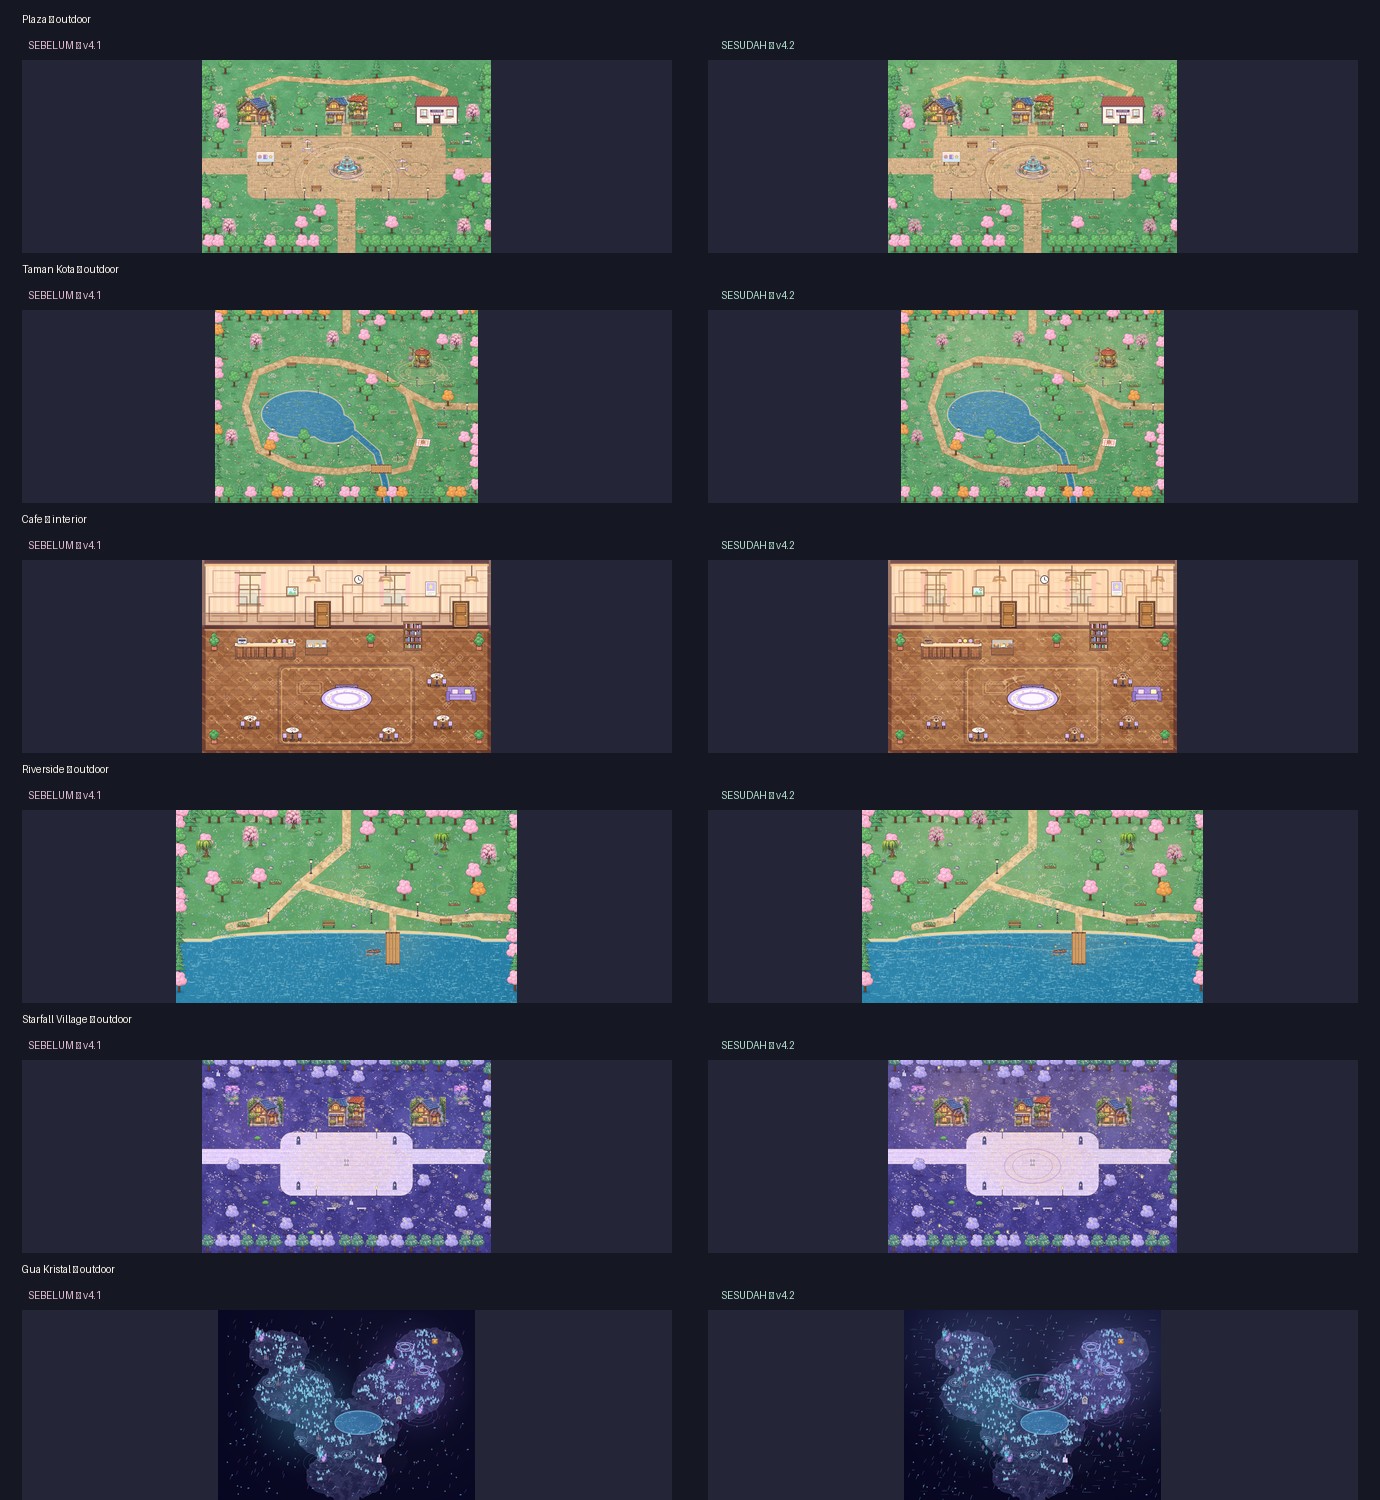 Plaza ▯ outdoor
SEBELUM ▯ v4.1
SESUDAH ▯ v4.2
Taman Kota ▯ outdoor
SEBELUM ▯ v4.1
SESUDAH ▯ v4.2
Cafe ▯ interior
SEBELUM ▯ v4.1
SESUDAH ▯ v4.2
Riverside ▯ outdoor
SEBELUM ▯ v4.1
SESUDAH ▯ v4.2
Starfall Village ▯ outdoor
SEBELUM ▯ v4.1
SESUDAH ▯ v4.2
Gua Kristal ▯ outdoor
SEBELUM ▯ v4.1
SESUDAH ▯ v4.2